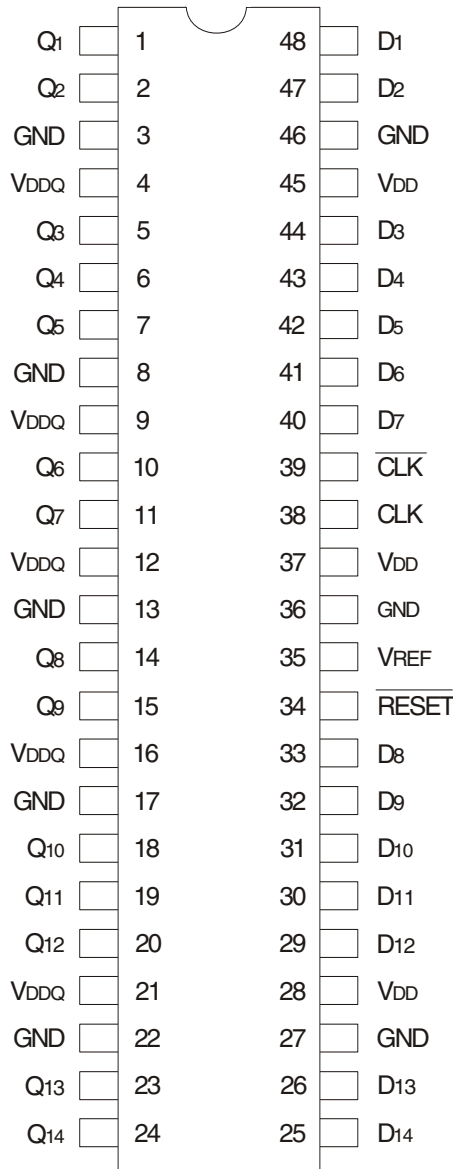 Q1 1 48 D1
Q2 2 47 D2
GND 3 46 GND
VDDQ 4 45 VDD
Q3 5 44 D3
Q4 6 43 D4
Q5 7 42 D5
GND 8 41 D6
VDDQ 9 40 D7
Q6 10 39 C̅L̅K̅
Q7 11 38 CLK
VDDQ 12 37 VDD
GND 13 36 GND
Q8 14 35 VREF
Q9 15 34 R̅E̅S̅E̅T̅
VDDQ 16 33 D8
GND 17 32 D9
Q10 18 31 D10
Q11 19 30 D11
Q12 20 29 D12
VDDQ 21 28 VDD
GND 22 27 GND
Q13 23 26 D13
Q14 24 25 D14